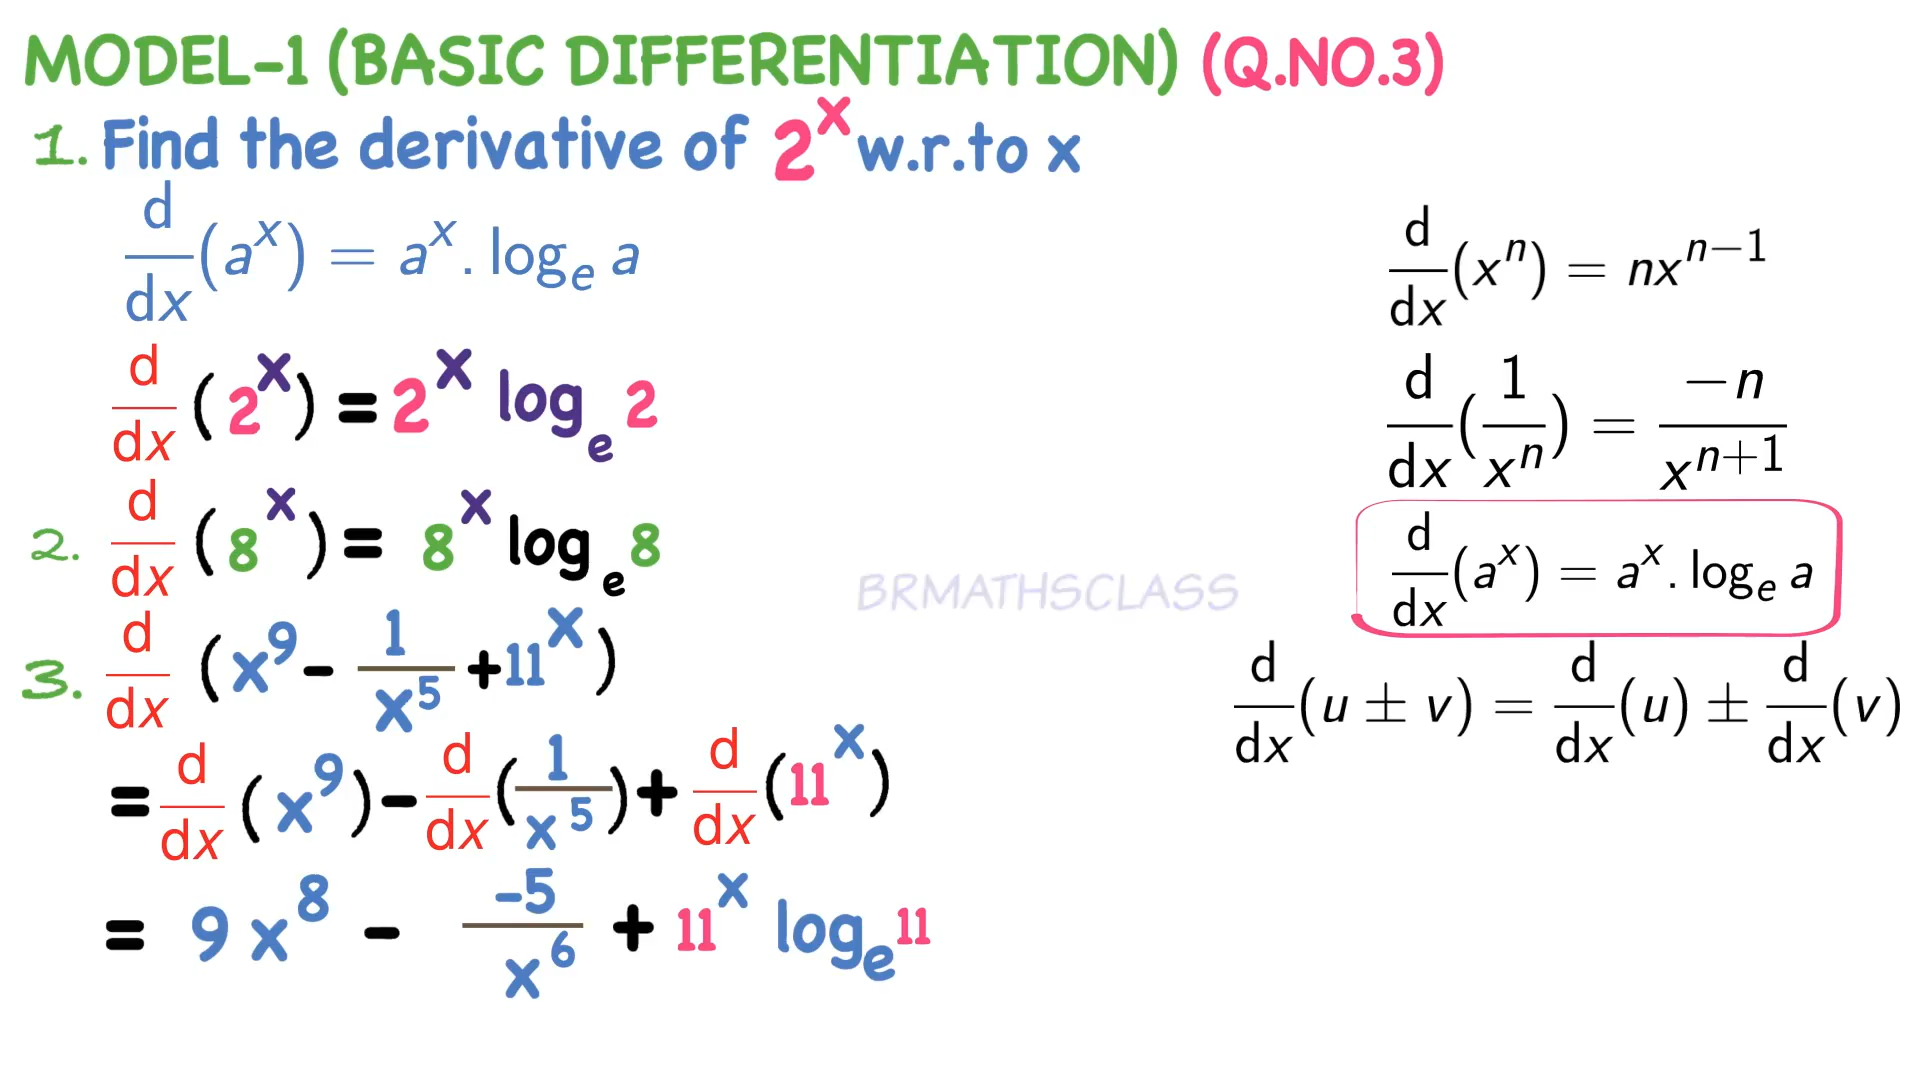 MODEL-1 (BASIC DIFFERENTIATION) (Q.NO.3)
1. Find the derivative of 2^x w.r.to x
d/dx(a^x) = a^x . log_e a
d/dx (2^x) = 2^x log_e 2
2. d/dx (8^x) = 8^x log_e 8
3. d/dx (x^9 - 1/x^5 + 11^x)
= d/dx (x^9) - d/dx (1/x^5) + d/dx (11^x)
= 9x^8 - -5/x^6 + 11^x log_e 11
d/dx(x^n) = nx^{n-1}
d/dx(1/x^n) = -n/x^{n+1}
d/dx(a^x) = a^x . log_e a
d/dx(u ± v) = d/dx(u) ± d/dx(v)
BRMATHSCLASS